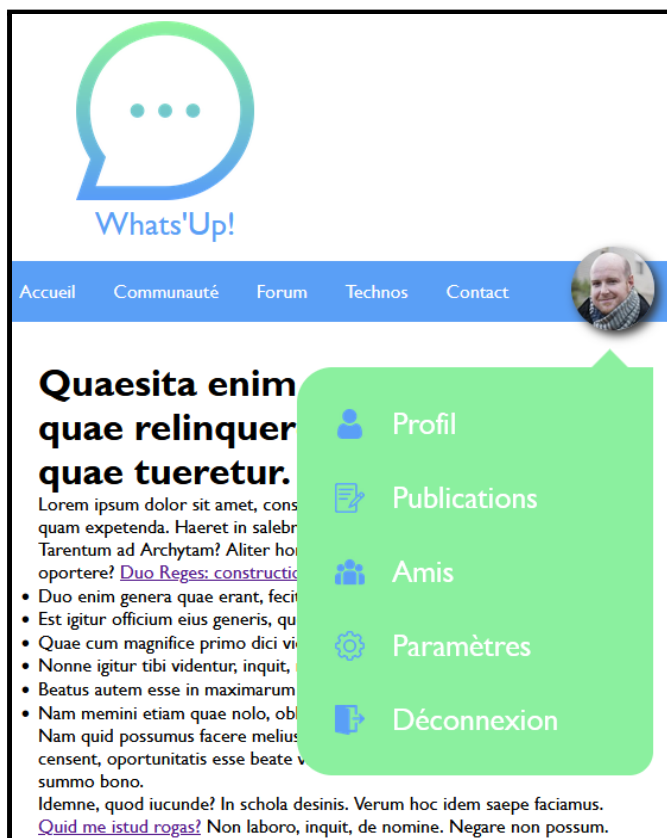 Whats'Up!
Accueil Communauté Forum Technos Contact
Quaesita enim
quae relinquer
quae tueretur.
Lorem ipsum dolor sit amet, cons
quam expetenda. Haeret in salebr
Tarentum ad Archytam? Aliter
oportere? Duo Reges: constructio
• Duo enim genera quae erant, fecit
• Est igitur officium eius generis, qu
• Quae cum magnifice primo dici
• Nonne igitur tibi videntur, inquit,
• Beatus autem esse in maximarum
• Nam memini etiam quae nolo, obl
Nam quid possumus facere melius
censent, oportunitatis esse beate v
summo bono.
Idemne, quod iucunde? In schola desinis. Verum hoc idem saepe faciamus.
Quid me istud rogas? Non laboro, inquit, de nomine. Negare non possum.
Profil
Publications
Amis
Paramètres
Déconnexion